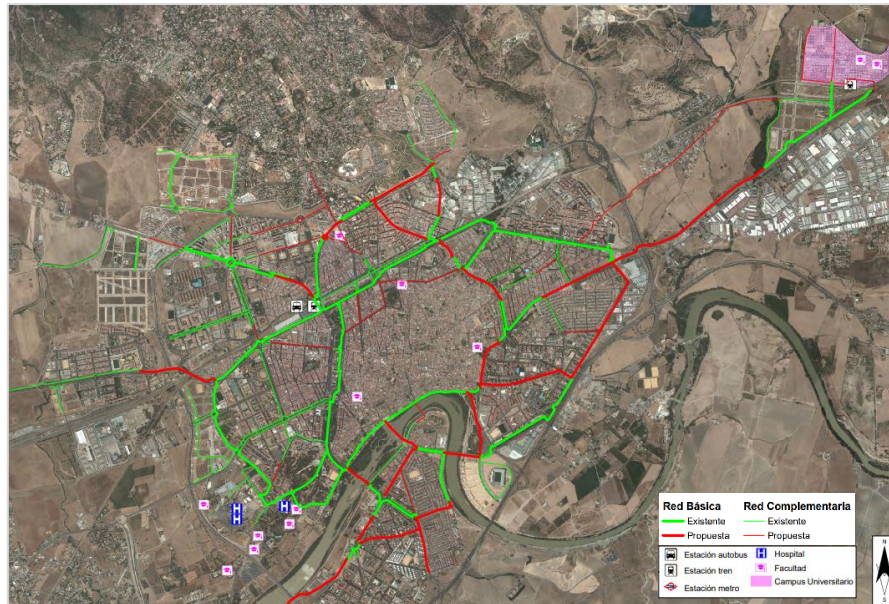 Red Básica
Red Complementaria
Existente
Existente
Propuesta
Propuesta
Estación autobus
Hospital
Estación tren
Facultad
Estación metro
Campus Universitario
N
S